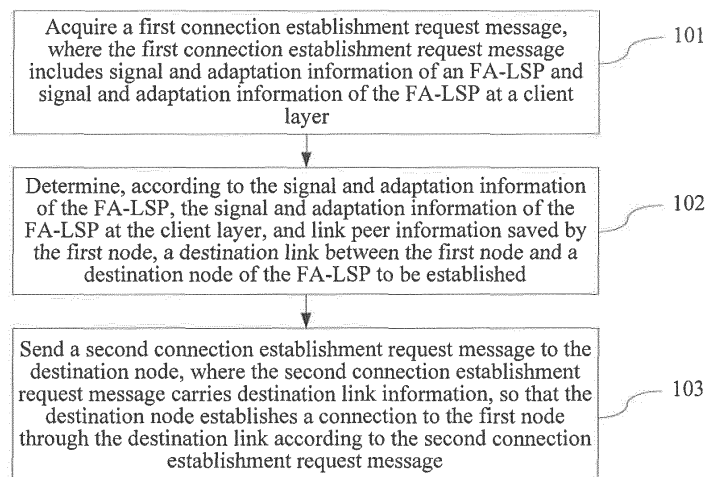 Acquire a first connection establishment request message,
where the first connection establishment request message
includes signal and adaptation information of an FA-LSP and
signal and adaptation information of the FA-LSP at a client
layer
101
Determine, according to the signal and adaptation information
of the FA-LSP, the signal and adaptation information of the
FA-LSP at the client layer, and link peer information saved by
the first node, a destination link between the first node and a
destination node of the FA-LSP to be established
102
Send a second connection establishment request message to the
destination node, where the second connection establishment
request message carries destination link information, so that the
destination node establishes a connection to the first node
through the destination link according to the second connection
establishment request message
103